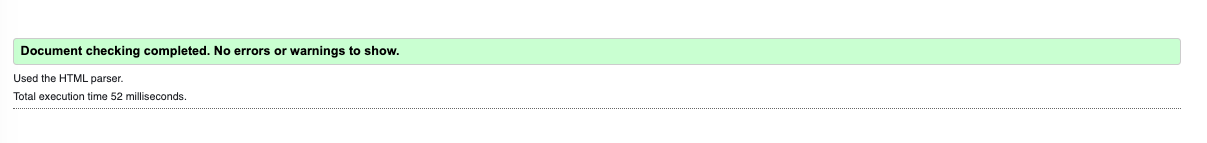 Document checking completed. No errors or warnings to show.
Used the HTML parser.
Total execution time 52 milliseconds.